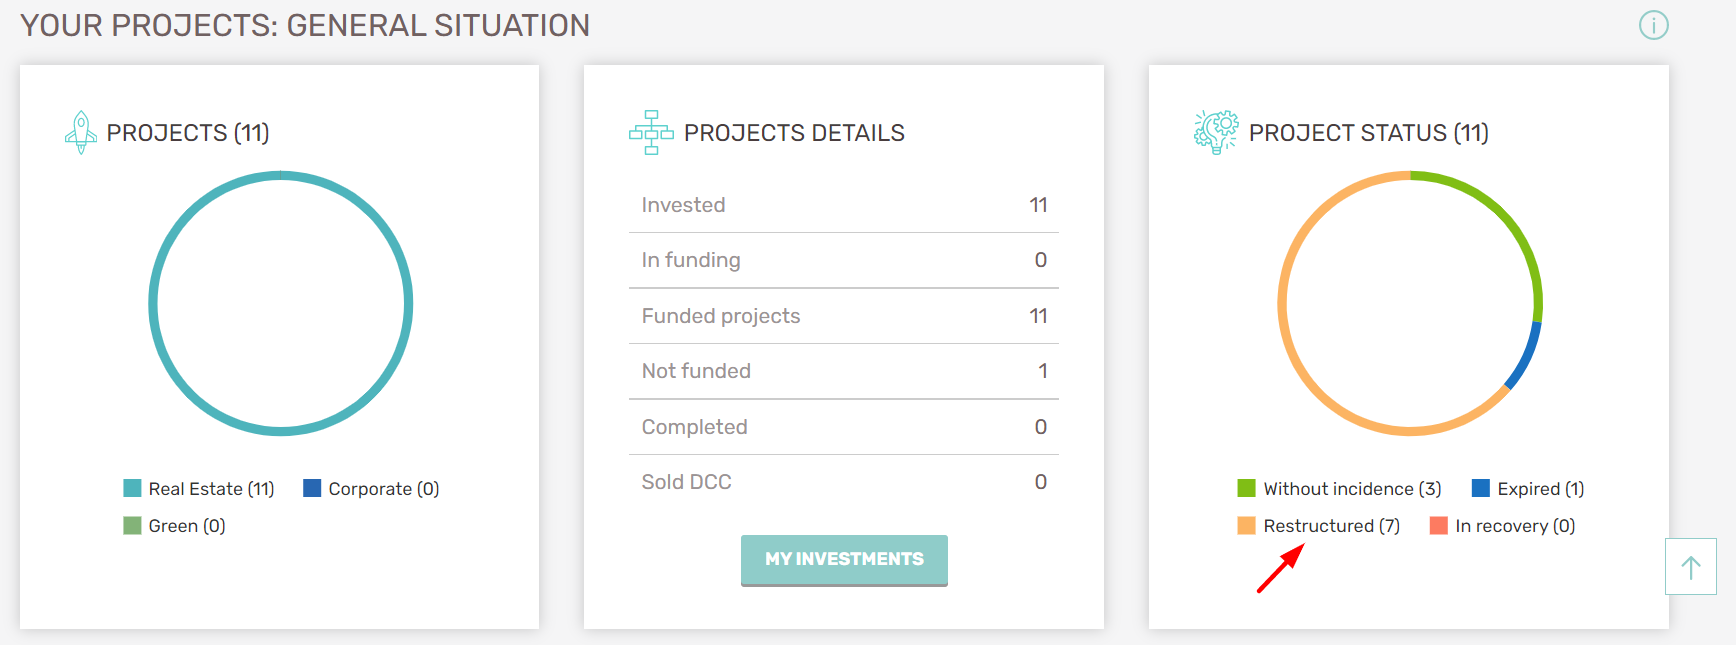 YOUR PROJECTS: GENERAL SITUATION
PROJECTS (11)
Real Estate (11) Corporate (0)
Green (0)
PROJECTS DETAILS
Invested 11
In funding 0
Funded projects 11
Not funded 1
Completed 0
Sold DCC 0
MY INVESTMENTS
PROJECT STATUS (11)
Without incidence (3) Expired (1)
Restructured (7) In recovery (0)